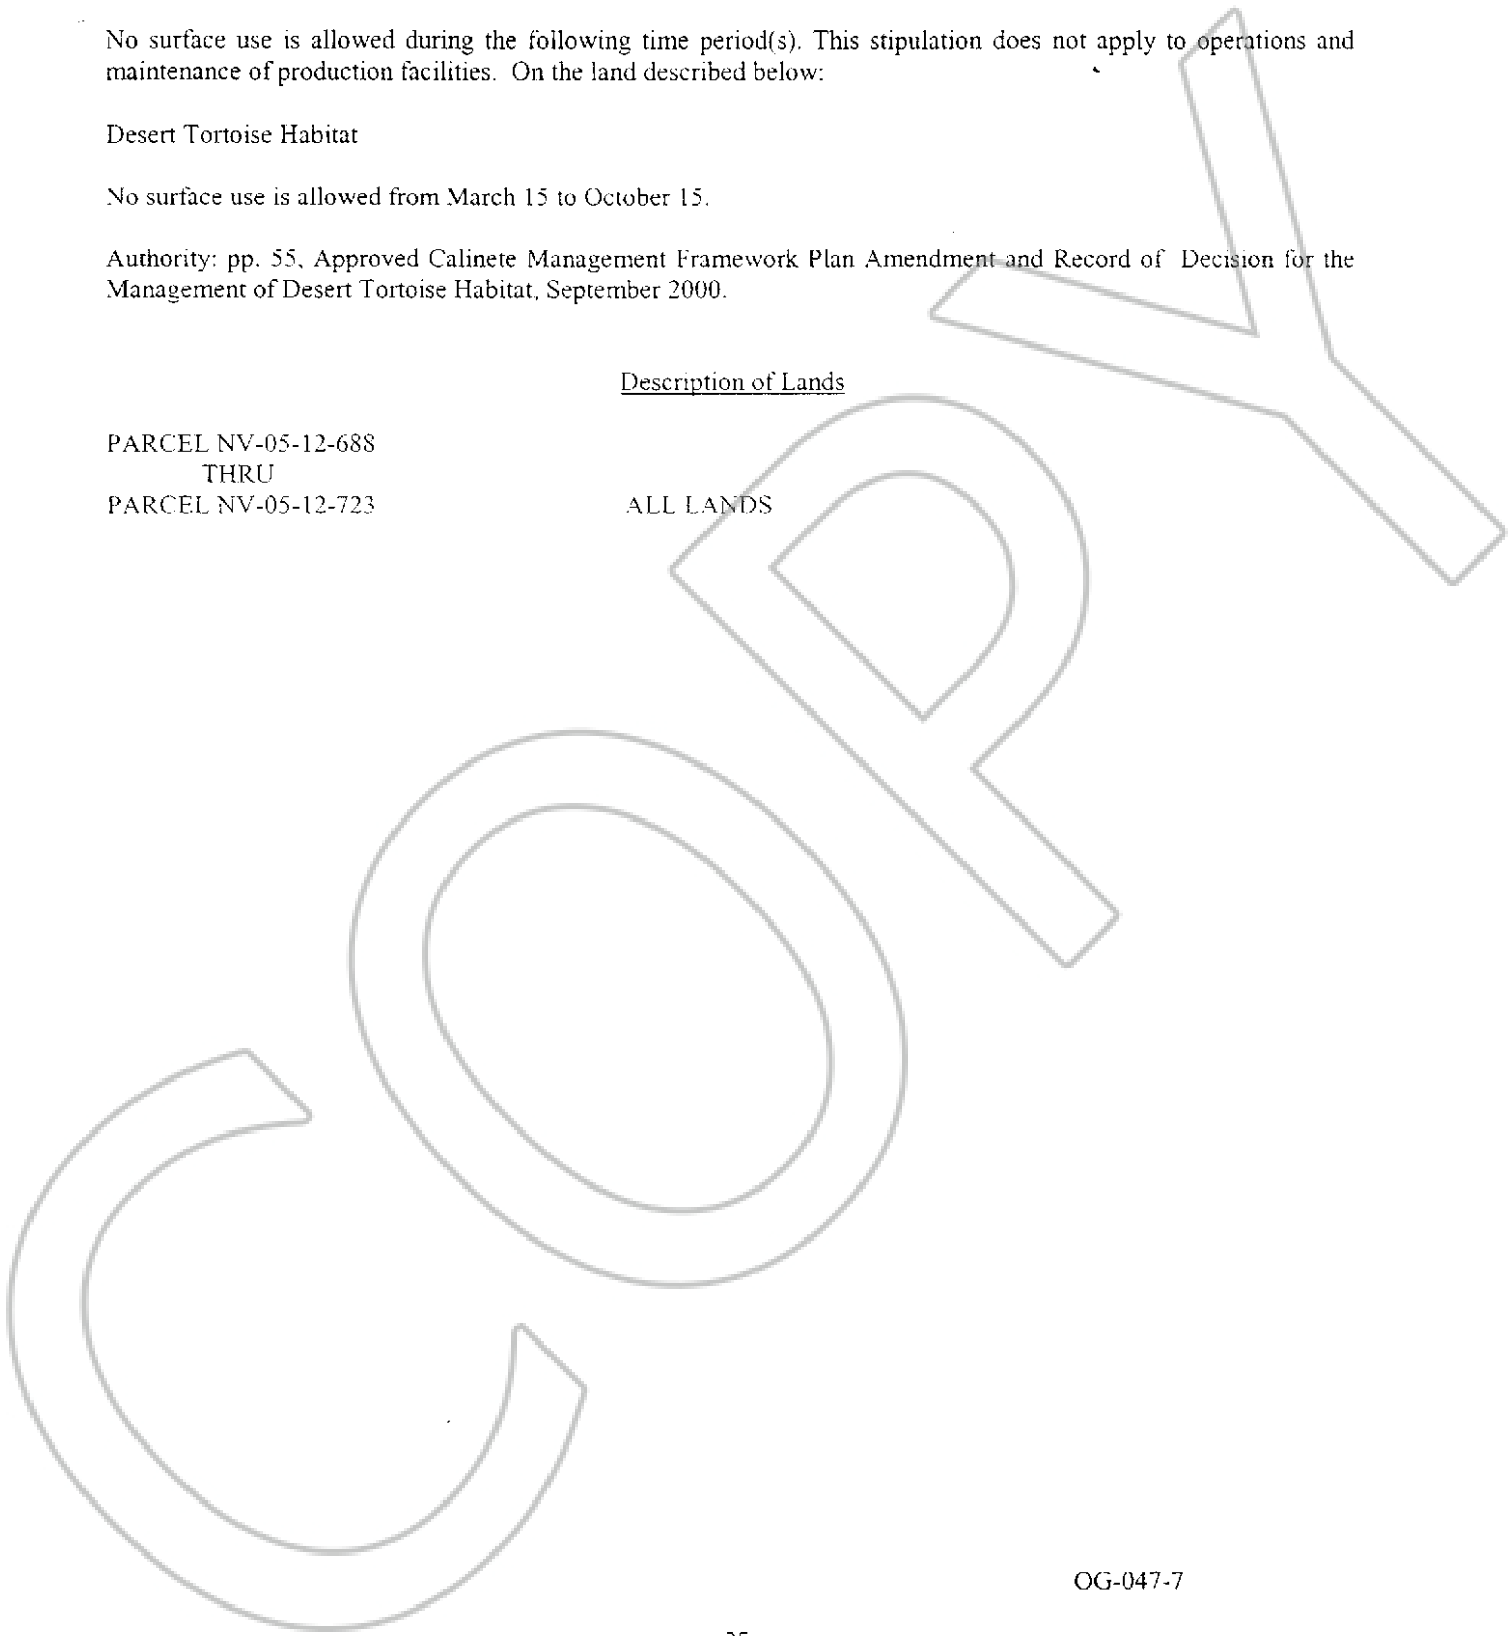 No surface use is allowed during the following time period(s). This stipulation does not apply to operations and
maintenance of production facilities. On the land described below:
Desert Tortoise Habitat
No surface use is allowed from March 15 to October 15.
Authority: pp. 55, Approved Calinete Management Framework Plan Amendment and Record of Decision for the
Management of Desert Tortoise Habitat, September 2000.
Description of Lands
PARCEL NV-05-12-688
THRU
PARCEL NV-05-12-723 ALL LANDS
COPY
OG-047-7